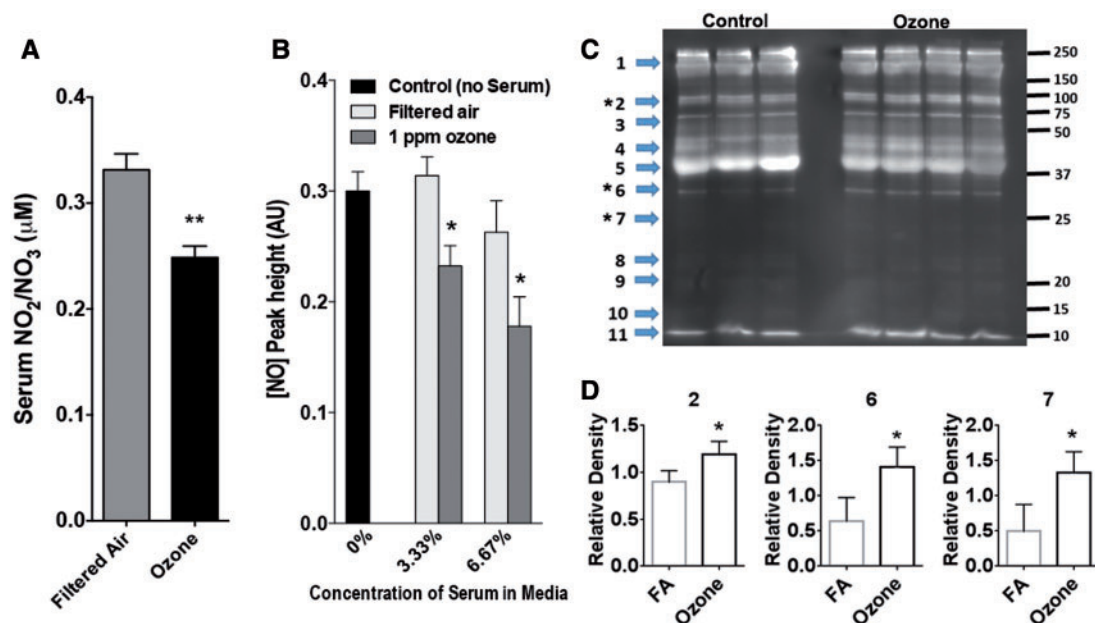 A
Serum NO2/NO3 (μM)
0.4
0.3
0.2
0.1
0.0
**
Filtered Air
Ozone
B
[NO] Peak height (AU)
0.4
0.3
0.2
0.1
0.0
Control (no Serum)
Filtered air
1 ppm ozone
*
*
0%
3.33%
6.67%
Concentration of Serum in Media
C
Control Ozone
1
*2
3
4
5
*6
*7
8
9
10
11
250
150
100
75
50
37
25
20
15
10
D
2
Relative Density
1.5
1.0
0.5
0.0
*
FA
Ozone
6
Relative Density
2.0
1.5
1.0
0.5
0.0
*
FA
Ozone
7
Relative Density
2.0
1.5
1.0
0.5
0.0
*
FA
Ozone